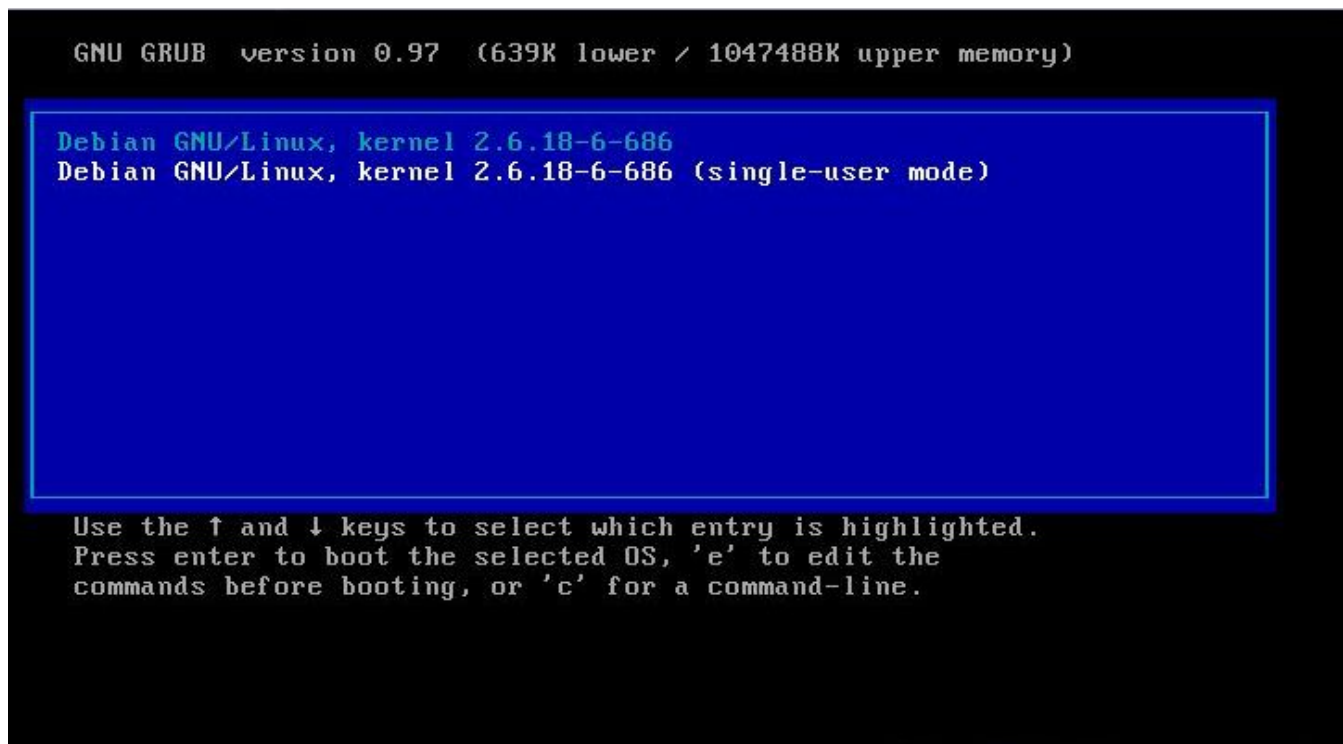 GNU GRUB version 0.97 (639K lower / 1047488K upper memory)
Debian GNU/Linux, kernel 2.6.18-6-686
Debian GNU/Linux, kernel 2.6.18-6-686 (single-user mode)
Use the ↑ and ↓ keys to select which entry is highlighted.
Press enter to boot the selected OS, 'e' to edit the
commands before booting, or 'c' for a command-line.